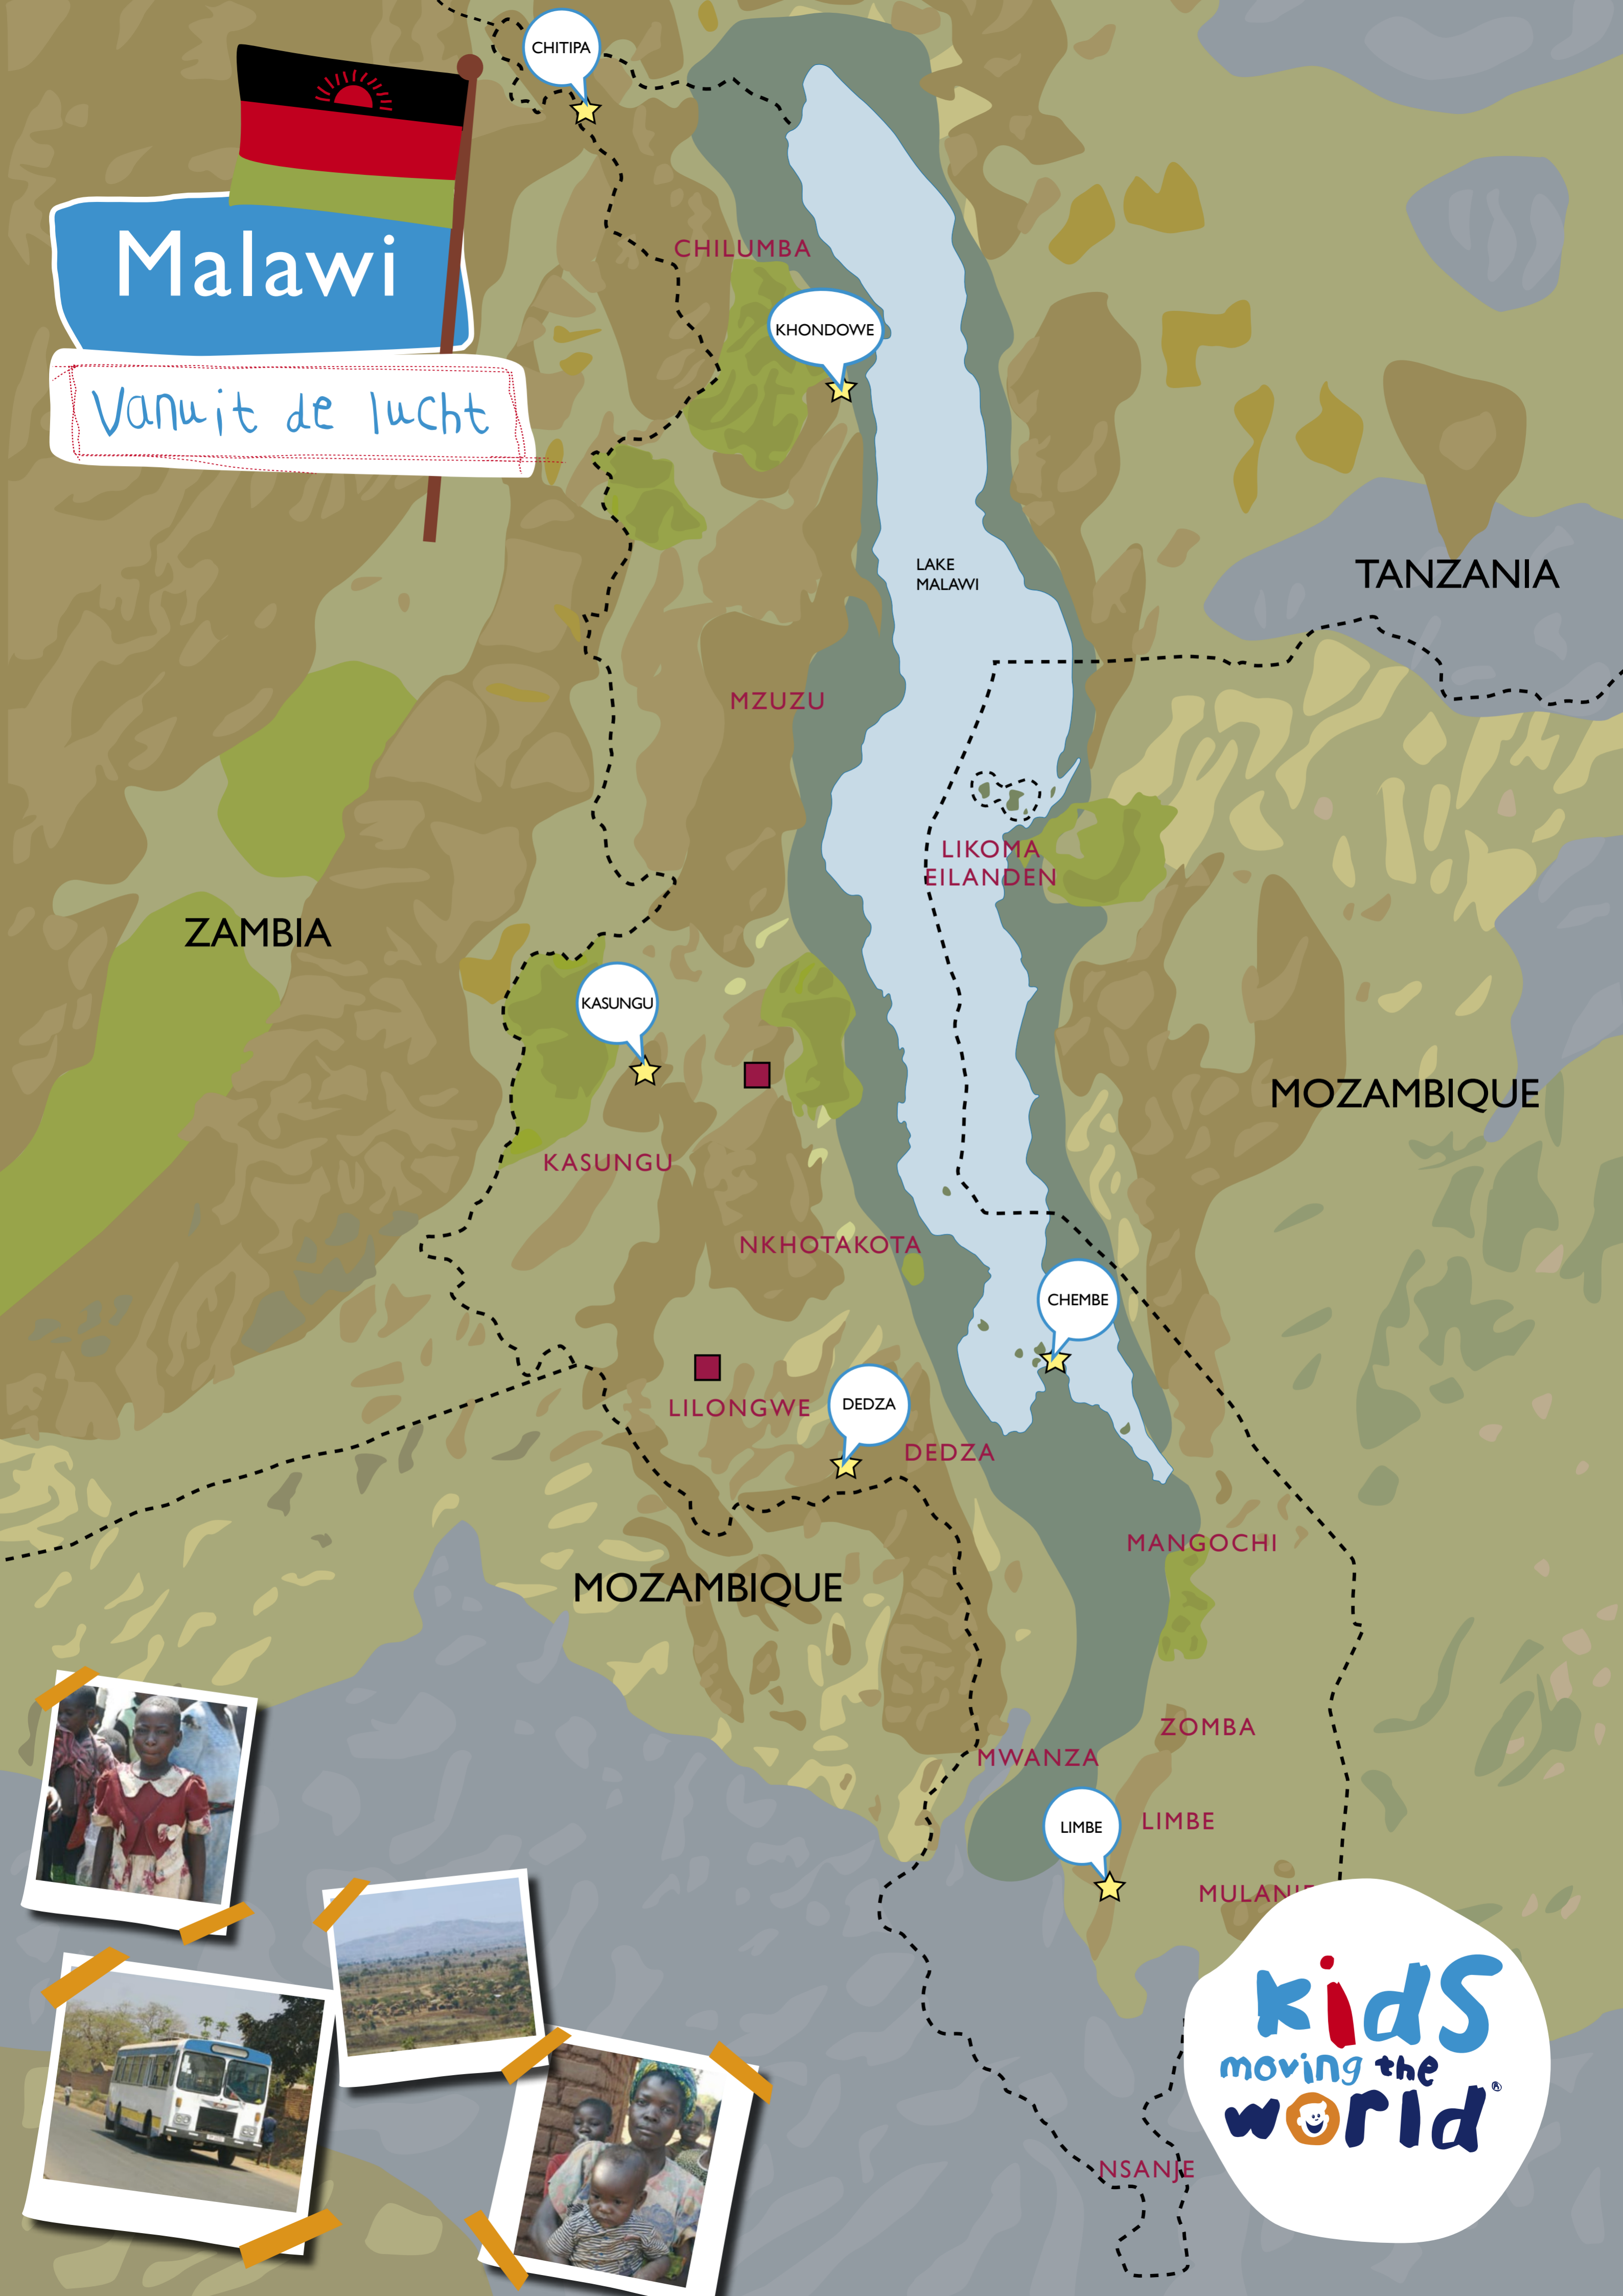 CHITIPA
Malawi
Vanuit de lucht
CHILUMBA
KHONDOWE
LAKE
MALAWI
TANZANIA
MZUZU
LIKOMA
EILANDEN
ZAMBIA
KASUNGU
MOZAMBIQUE
KASUNGU
NKHOTAKOTA
CHEMBE
LILONGWE
DEDZA
DEDZA
MANGOCHI
MOZAMBIQUE
ZOMBA
MWANZA
LIMBE
LIMBE
kids
moving the
world®
NSANJE